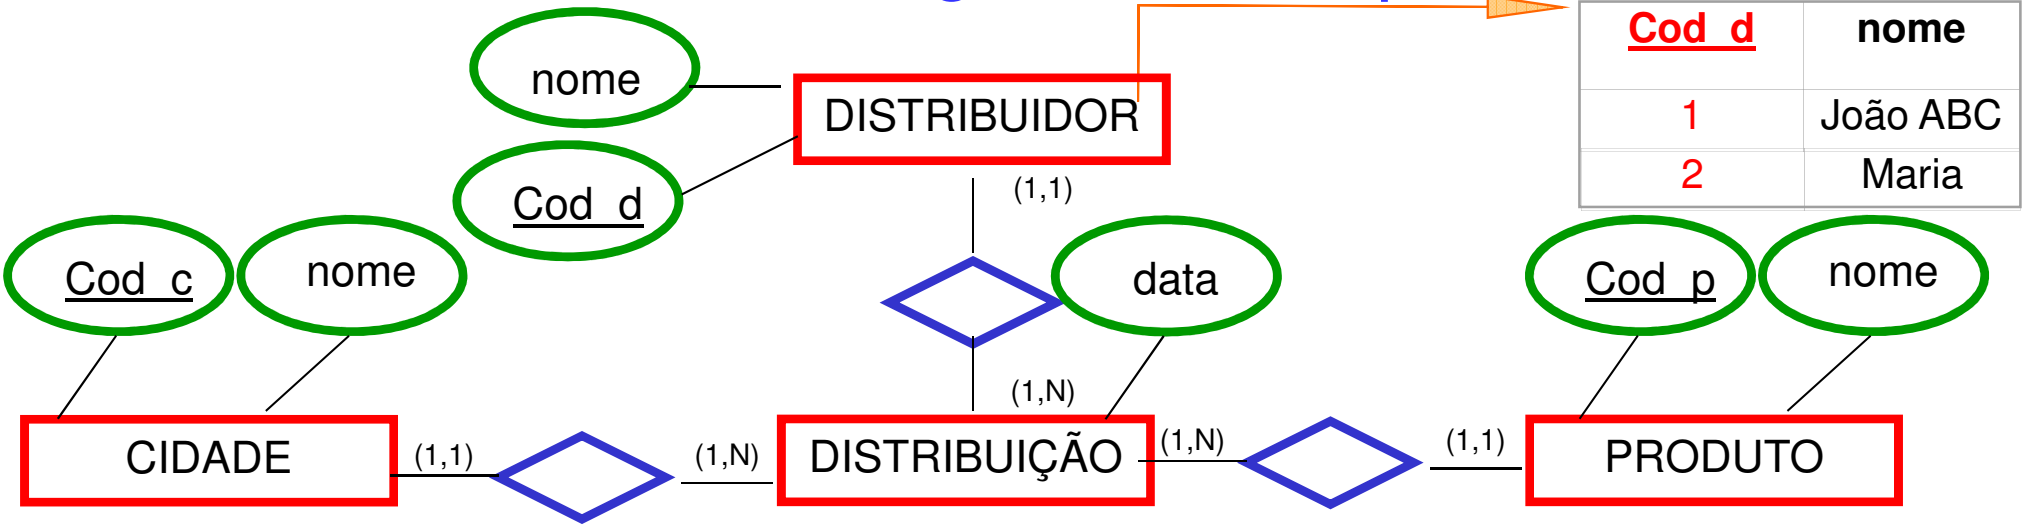 Cod_d nome
1 João ABC
2 Maria
nome
DISTRIBUIDOR
Cod_d
(1,1)
Cod_c
nome
data
Cod_p
nome
(1,N)
CIDADE
(1,1)
(1,N)
DISTRIBUIÇÃO
(1,N)
(1,1)
PRODUTO